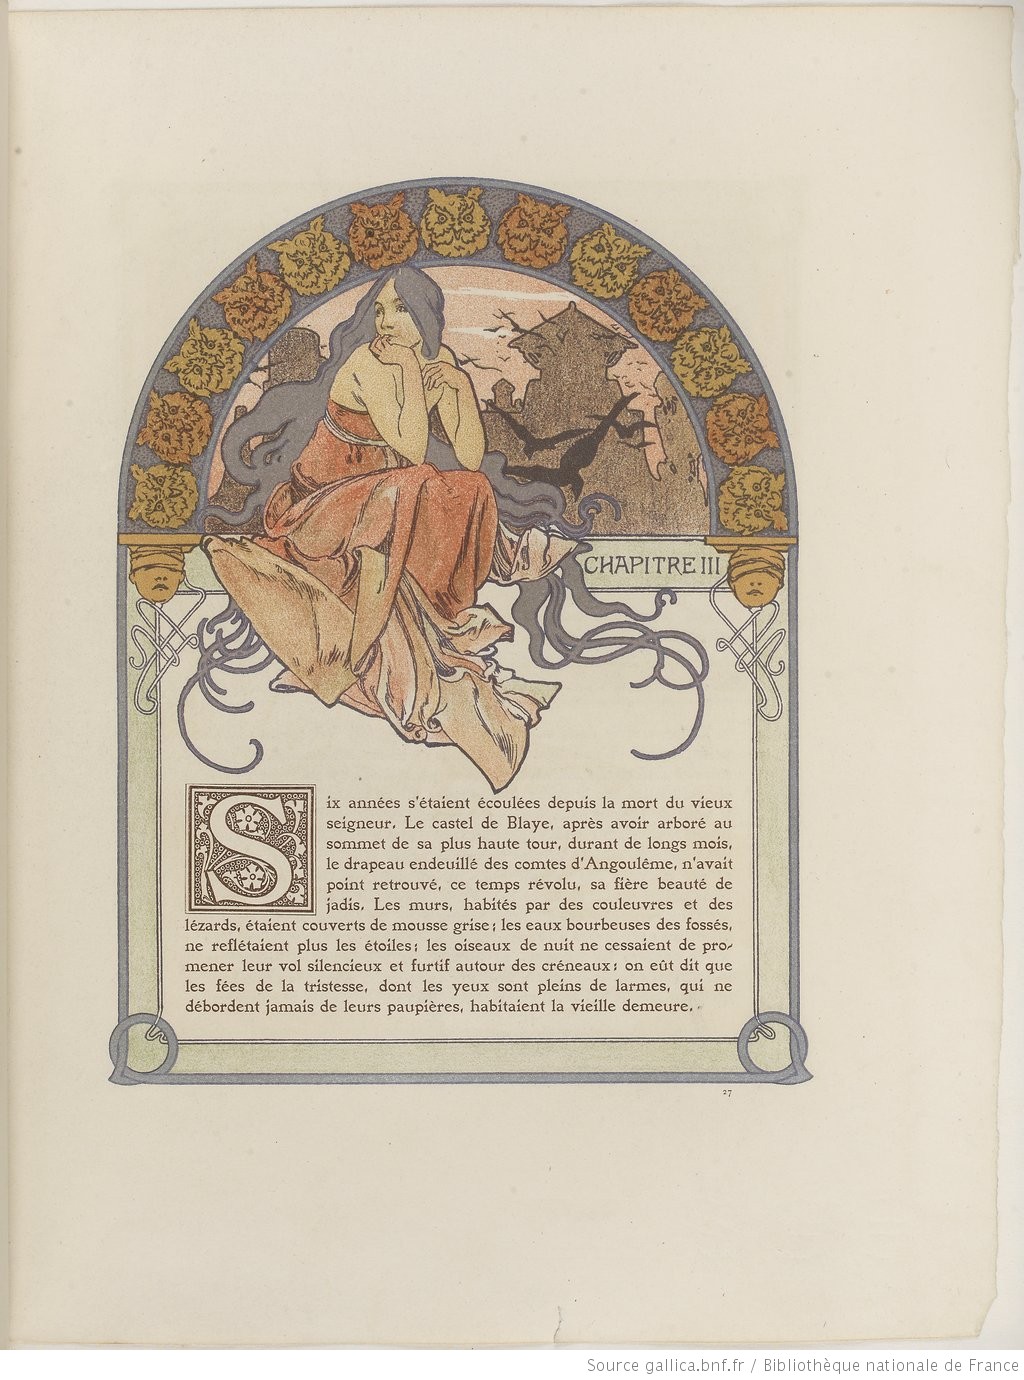 CHAPITRE III
Six années s'étaient écoulées depuis la mort du vieux
seigneur. Le castel de Blaye, après avoir arboré au
sommet de sa plus haute tour, durant de longs mois,
le drapeau endeuillé des comtes d'Angoulême, n'avait
point retrouvé, ce temps révolu, sa fière beauté de
jadis. Les murs, habités par des couleuvres et des
lézards, étaient couverts de mousse grise; les eaux bourbeuses des fossés,
ne reflétaient plus les étoiles; les oiseaux de nuit ne cessaient de pro-
mener leur vol silencieux et furtif autour des créneaux: on eût dit que
les fées de la tristesse, dont les yeux sont pleins de larmes, qui ne
débordent jamais de leurs paupières, habitaient la vieille demeure.
27
Source gallica.bnf.fr / Bibliothèque nationale de France